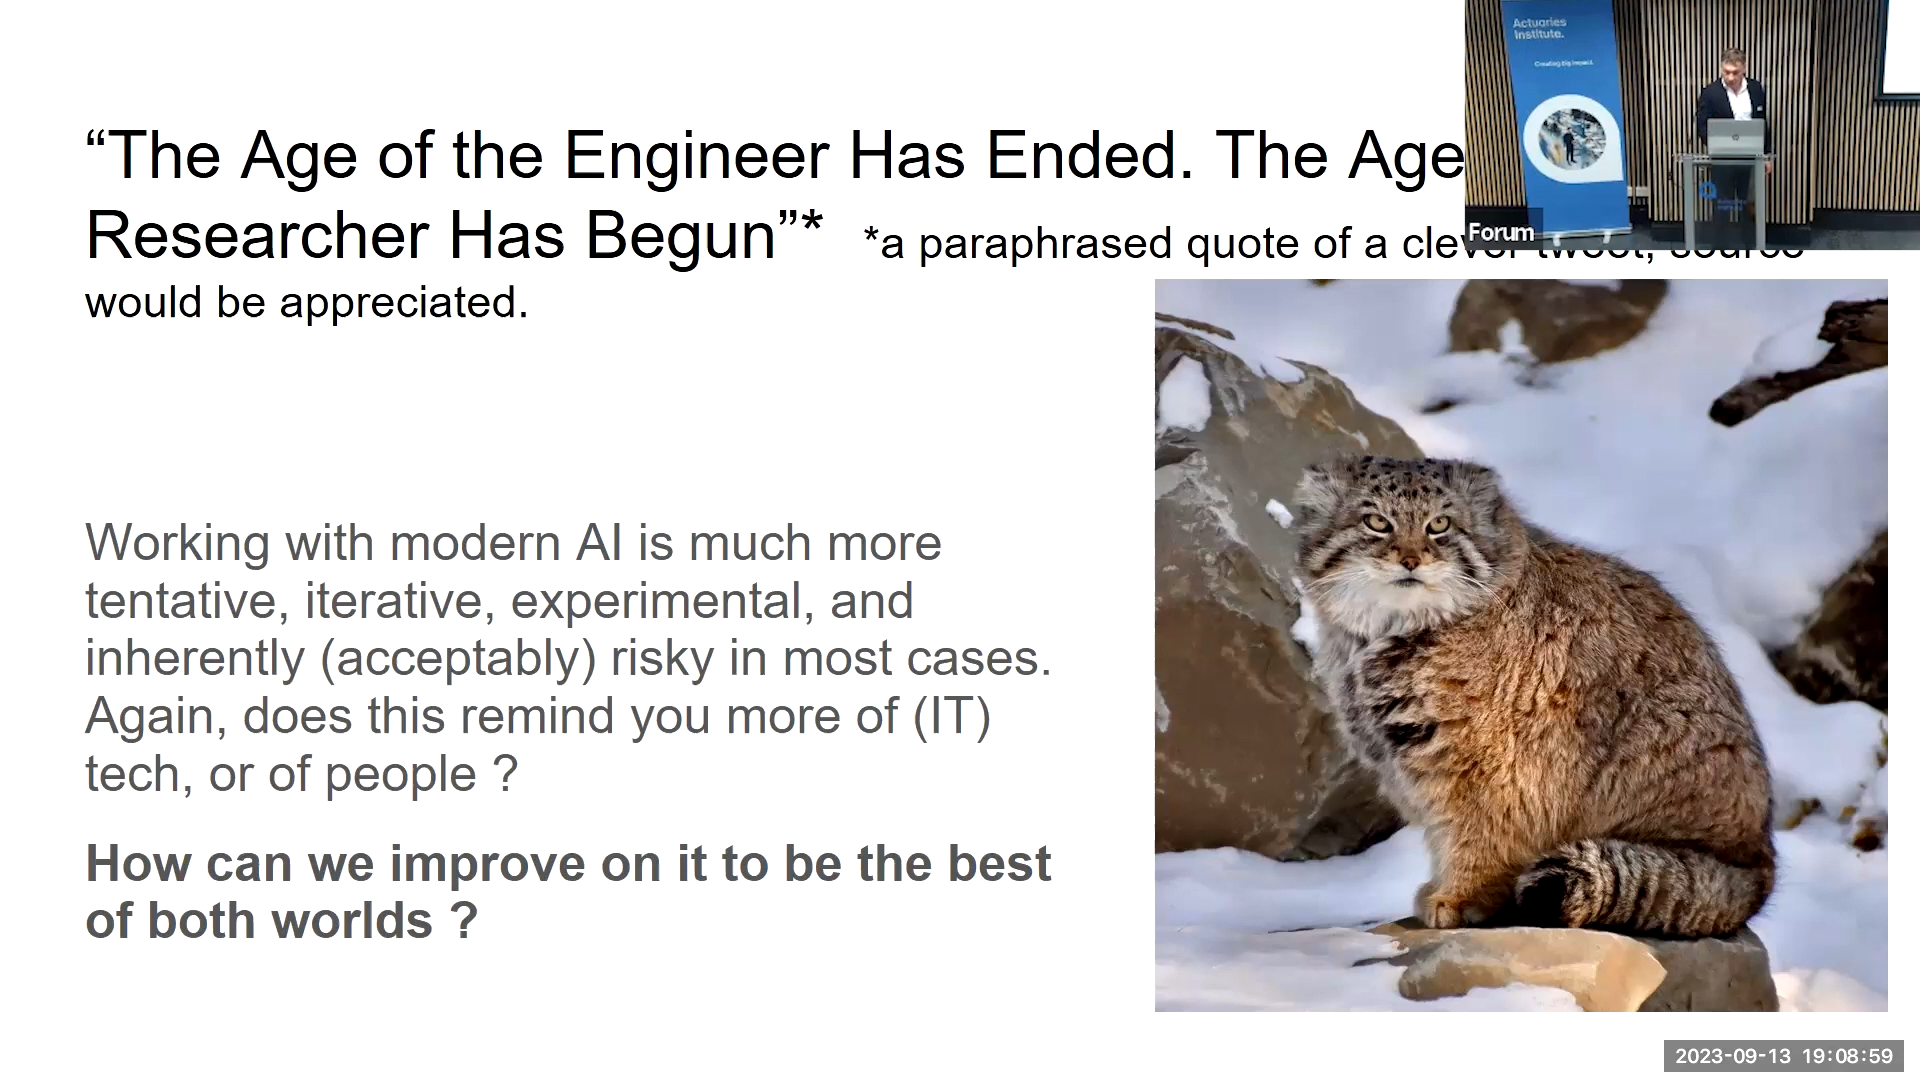 “The Age of the Engineer Has Ended. The Age
Researcher Has Begun”* *a paraphrased quote of a clever tweet, source
would be appreciated.
Working with modern AI is much more
tentative, iterative, experimental, and
inherently (acceptably) risky in most cases.
Again, does this remind you more of (IT)
tech, or of people ?
How can we improve on it to be the best
of both worlds ?
Actuaries
Institute.
Creating big impact.
Forum
2023-09-13 19:08:59